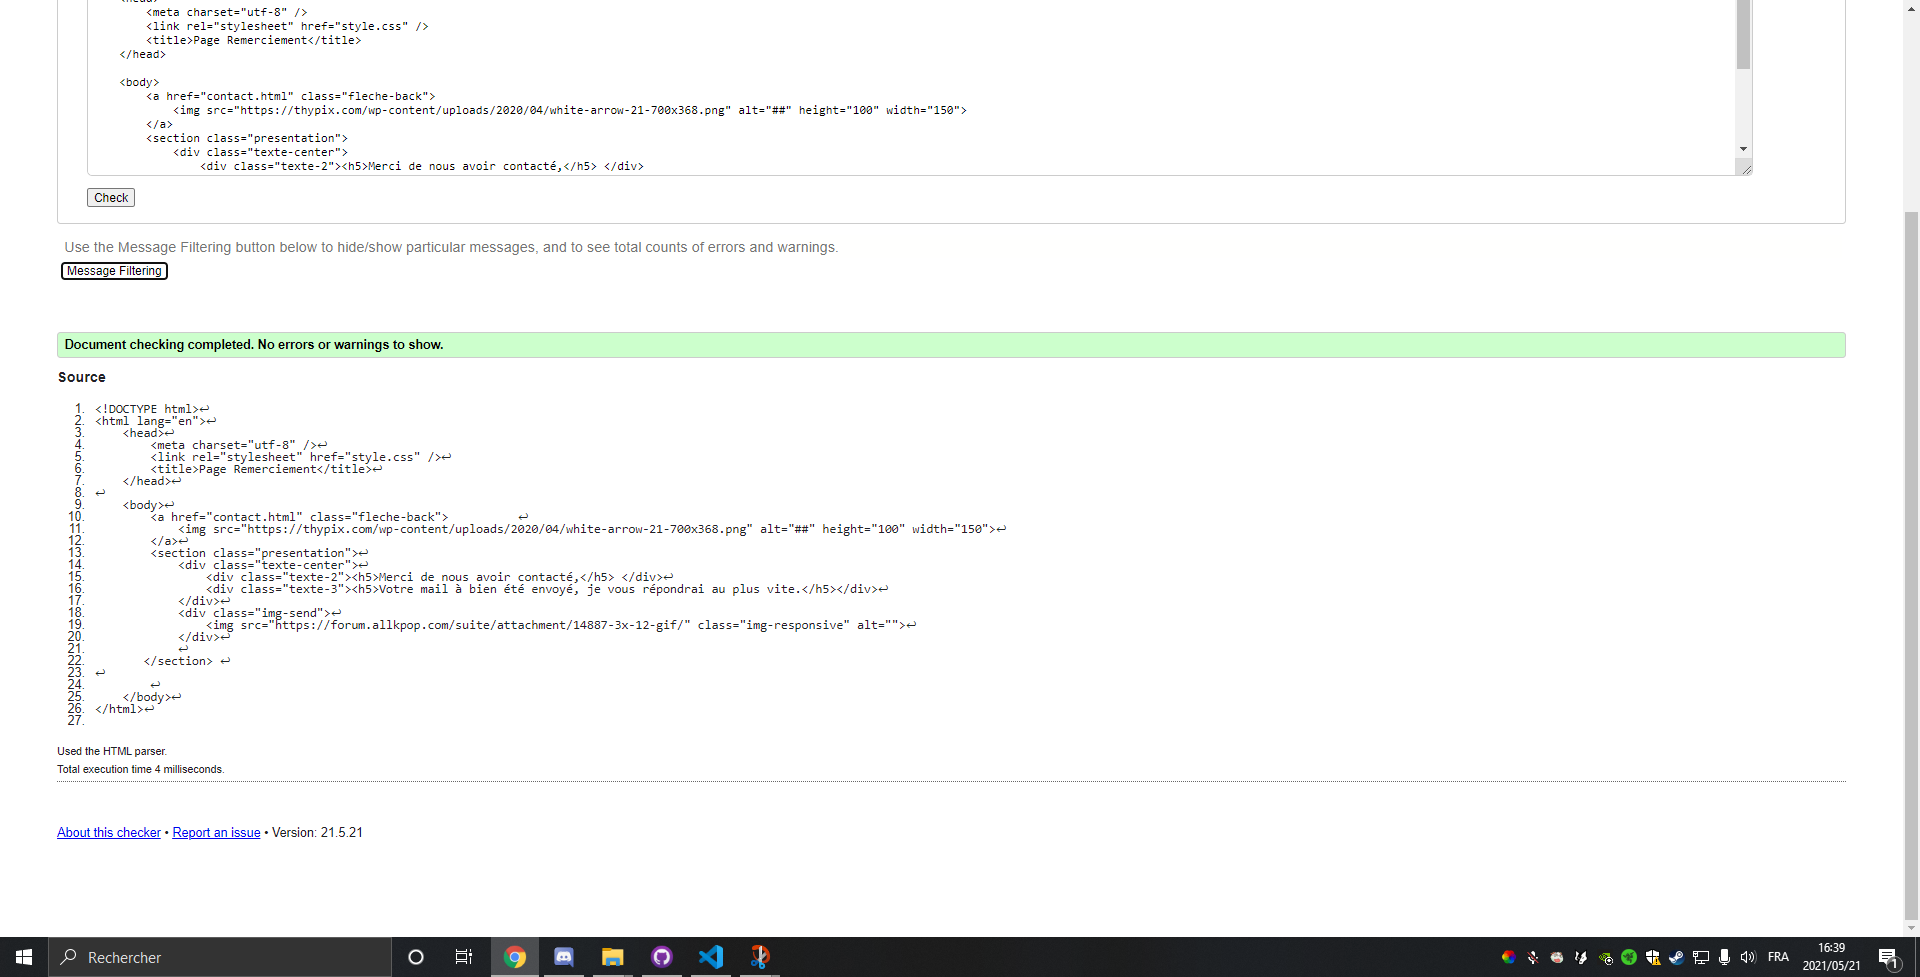 <head>
<meta charset="utf-8" />
<link rel="stylesheet" href="style.css" />
<title>Page Remerciement</title>
</head>
<body>
<a href="contact.html" class="fleche-back">
<img src="https://thypix.com/wp-content/uploads/2020/04/white-arrow-21-700x368.png" alt="##" height="100" width="150">
</a>
<section class="presentation">
<div class="texte-center">
<div class="texte-2"><h5>Merci de nous avoir contacté,</h5> </div>
Check
Use the Message Filtering button below to hide/show particular messages, and to see total counts of errors and warnings.
Message Filtering
Document checking completed. No errors or warnings to show.
Source
1. <!DOCTYPE html>↩
2. <html lang="en">↩
3. <head>↩
4. <meta charset="utf-8" />↩
5. <link rel="stylesheet" href="style.css" />↩
6. <title>Page Remerciement</title>↩
7. </head>↩
8. ↩
9. <body>↩
10. <a href="contact.html" class="fleche-back"> ↩
11. <img src="https://thypix.com/wp-content/uploads/2020/04/white-arrow-21-700x368.png" alt="##" height="100" width="150">↩
12. </a>↩
13. <section class="presentation">↩
14. <div class="texte-center">↩
15. <div class="texte-2"><h5>Merci de nous avoir contacté,</h5> </div>↩
16. <div class="texte-3"><h5>Votre mail à bien été envoyé, je vous répondrai au plus vite.</h5></div>↩
17. </div>↩
18. <div class="img-send">↩
19. <img src="https://forum.allkpop.com/suite/attachment/14887-3x-12-gif/" class="img-responsive" alt="">↩
20. </div>↩
21. ↩
22. </section> ↩
23. ↩
24. ↩
25. </body>↩
26. </html>↩
27.
Used the HTML parser.
Total execution time 4 milliseconds.
About this checker • Report an issue • Version: 21.5.21
Rechercher
FRA
16:39
2021/05/21
1